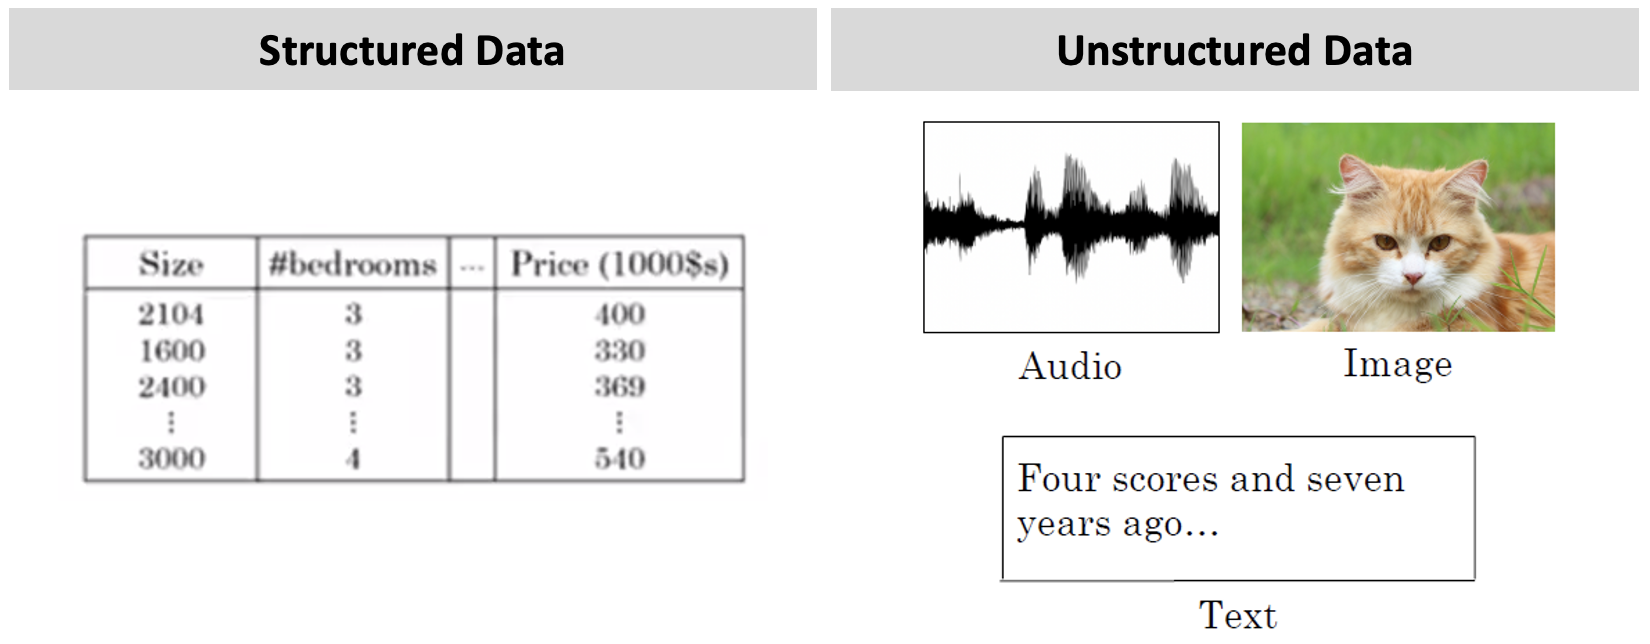 Structured Data
Unstructured Data
Size #bedrooms ... Price (1000$s)
2104 3 400
1600 3 330
2400 3 369
⋮ ⋮ ⋮
3000 4 540
Audio
Image
Four scores and seven
years ago...
Text